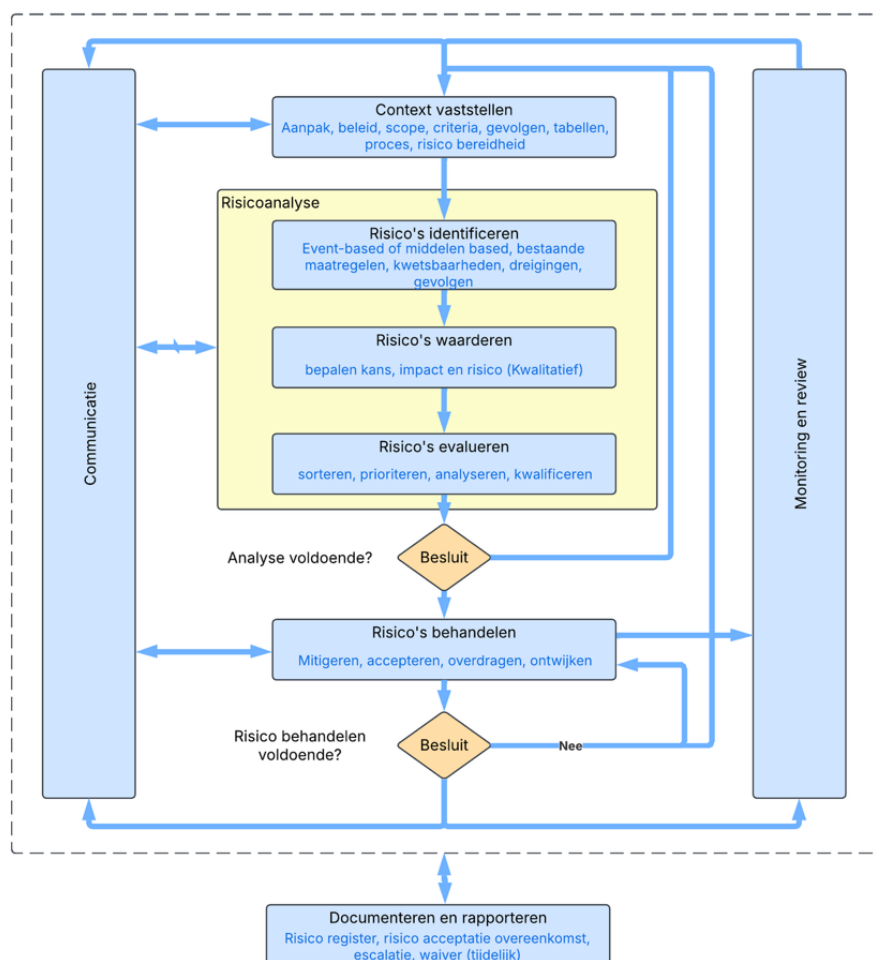 Context vaststellen
Aanpak, beleid, scope, criteria, gevolgen, tabellen,
proces, risico bereidheid
Risicoanalyse
Risico's identificeren
Event-based of middelen based, bestaande
maatregelen, kwetsbaarheden, dreigingen,
gevolgen
Risico's waarderen
bepalen kans, impact en risico (Kwalitatief)
Communicatie
Monitoring en review
Risico's evalueren
sorteren, prioriteren, analyseren, kwalificeren
Analyse voldoende?
Besluit
Risico's behandelen
Mitigeren, accepteren, overdragen, ontwijken
Risico behandelen
voldoende?
Besluit
Nee
Documenteren en rapporteren
Risico register, risico acceptatie overeenkomst,
escalatie, waiver (tijdelijk)